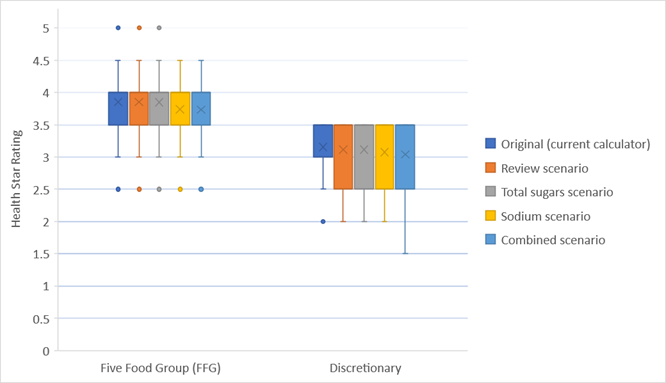 Health Star Rating
5
4.5
4
3.5
3
2.5
2
1.5
1
0.5
0
Five Food Group (FFG)
Discretionary
Original (current calculator)
Review scenario
Total sugars scenario
Sodium scenario
Combined scenario